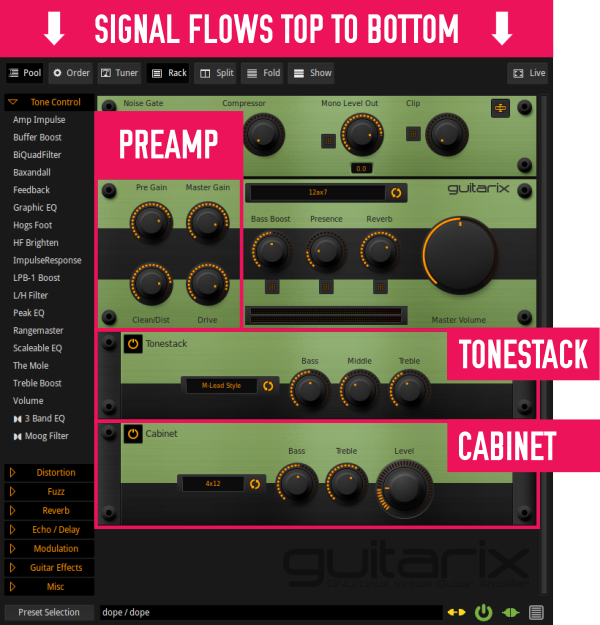 SIGNAL FLOWS TOP TO BOTTOM
Pool Order Tuner Rack Split Fold Show Live
Tone Control
Amp Impulse
Buffer Boost
BiQuadFilter
Baxandall
Feedback
Graphic EQ
Hogs Foot
HF Brighten
ImpulseResponse
LPB-1 Boost
L/H Filter
Peak EQ
Rangemaster
Scaleable EQ
The Mole
Treble Boost
Volume
3 Band EQ
Moog Filter
Distortion
Fuzz
Reverb
Echo / Delay
Modulation
Guitar Effects
Misc
Noise Gate Compressor Mono Level Out Clip
0.0
PREAMP
Pre Gain Master Gain
Clean/Dist Drive
12ax7
guitarix
Bass Boost Presence Reverb
Master Volume
TONESTACK
Tonestack
Bass Middle Treble
M-Lead Style
CABINET
Cabinet
Bass Treble Level
4x12
guitarix
Preset Selection dope / dope